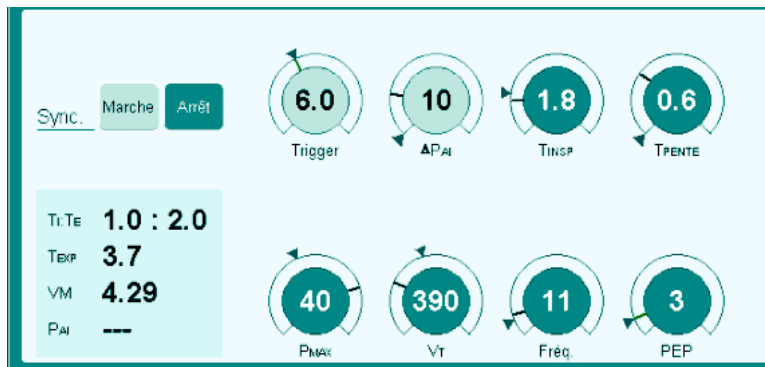 Sync. Marche Arrêt
6.0 10 1.8 0.6
Trigger ΔPAI TINSP TPENTE
TI:TE 1.0 : 2.0
TEXP 3.7
VM 4.29
PAI ---
40 390 11 3
PMAX VT Fréq. PEP